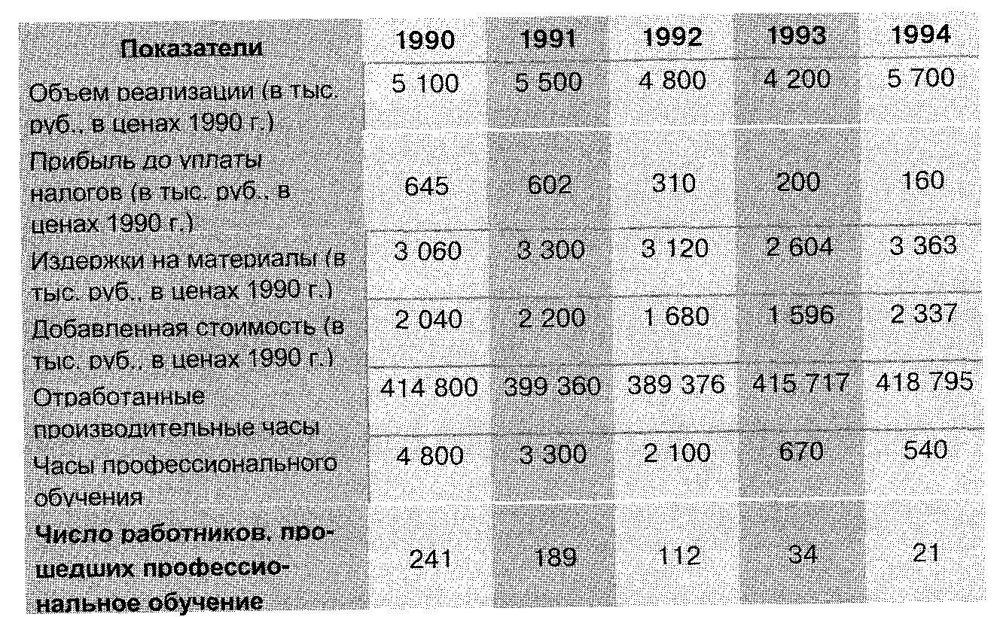 Показатели 1990 1991 1992 1993 1994
Объем реализации (в тыс. 5 100 5 500 4 800 4 200 5 700
руб., в ценах 1990 г.)
Прибыль до уплаты
налогов (в тыс. руб., в 645 602 310 200 160
ценах 1990 г.)
Издержки на материалы (в 3 060 3 300 3 120 2 604 3 363
тыс. руб., в ценах 1990 г.)
Добавленная стоимость (в 2 040 2 200 1 680 1 596 2 337
тыс. руб., в ценах 1990 г.)
Отработанные 414 800 399 360 389 376 415 717 418 795
производительные часы
Часы профессионального 4 800 3 300 2 100 670 540
обучения
Число работников, про-
шедших профессио- 241 189 112 34 21
нальное обучение